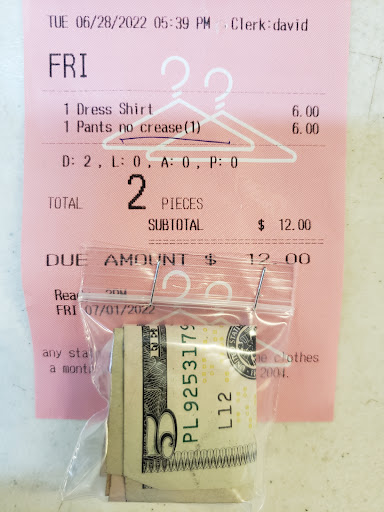 TUE 06/28/2022 05:39 PM Clerk:david
FRI
1 Dress Shirt 6.00
1 Pants no crease(1) 6.00
D: 2 , L: 0 , A: 0 , P: 0
TOTAL 2 PIECES
SUBTOTAL $ 12.00
DUE AMOUNT $ 12.00
FRI 07/01/2022
any clothes
a 2004.
5
PL 9253179
L12